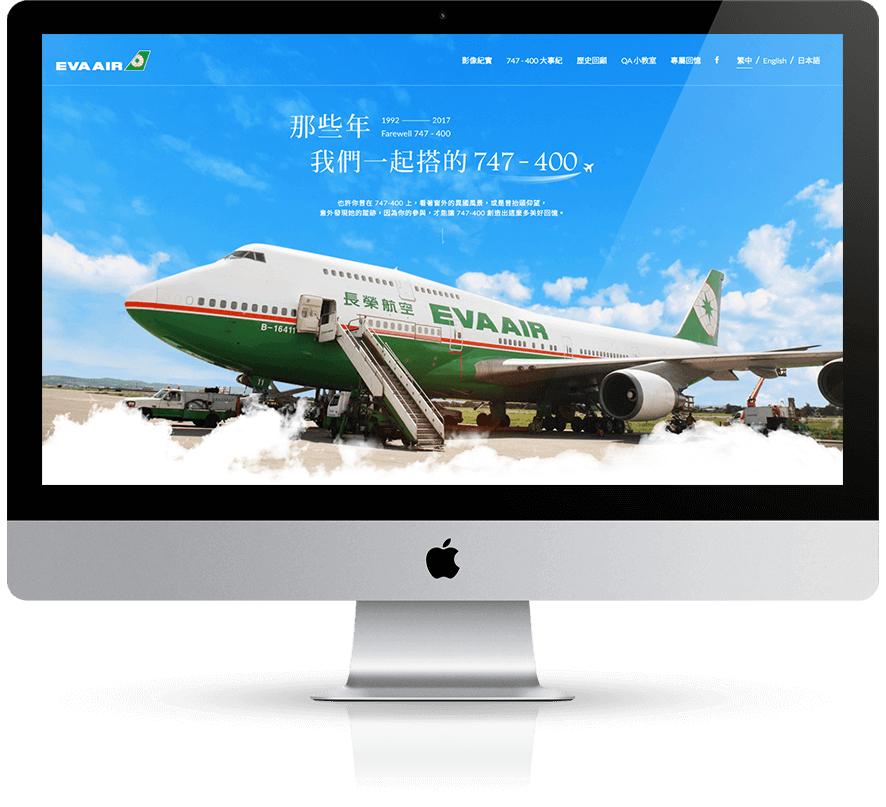 EVA AIR
影像紀實 747 - 400 大事紀 歷史回顧 QA 小教室 專屬回憶 f 繁中 / English / 日本語
那些年 1992 2017
Farewell 747 - 400
我們一起搭的 747 - 400
也許你曾在 747-400 上，看著窗外的異國風景，或是曾抬頭仰望，
意外發現她的蹤跡，因為你的參與，才能讓 747-400 創造出這麼多美好回憶。
長榮航空 EVA AIR
B-16411
11